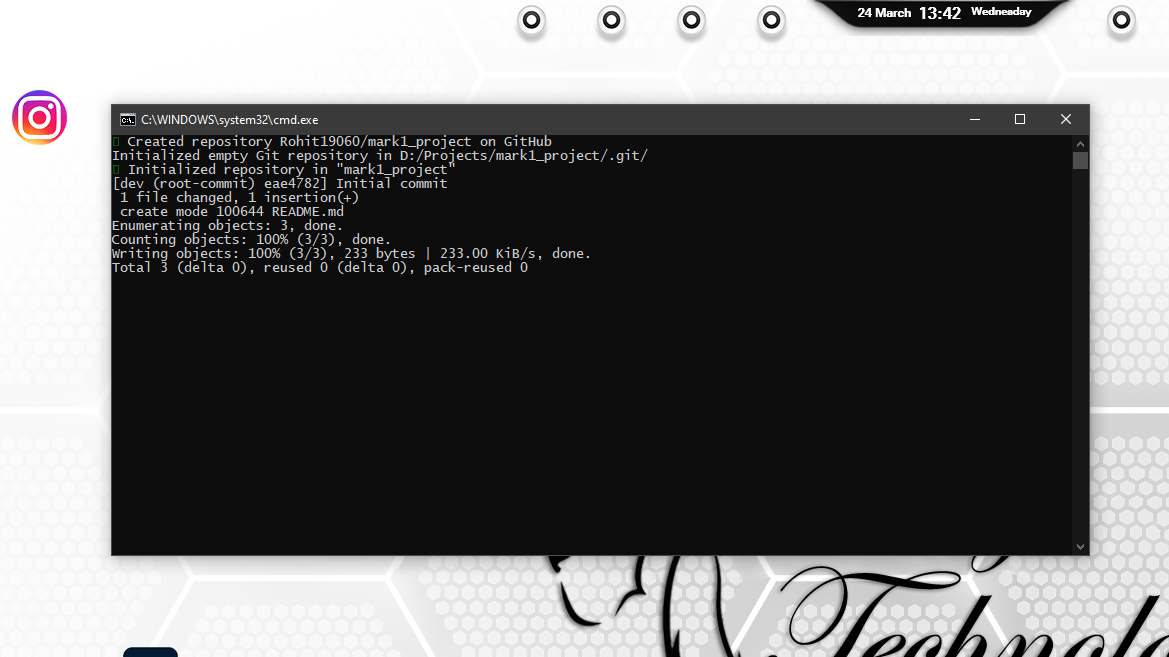 24 March 13:42 Wednesday
C:\WINDOWS\system32\cmd.exe
Created repository Rohit19060/mark1_project on GitHub
Initialized empty Git repository in D:/Projects/mark1_project/.git/
Initialized repository in "mark1_project"
[dev (root-commit) eae4782] Initial commit
1 file changed, 1 insertion(+)
create mode 100644 README.md
Enumerating objects: 3, done.
Counting objects: 100% (3/3), done.
Writing objects: 100% (3/3), 233 bytes | 233.00 KiB/s, done.
Total 3 (delta 0), reused 0 (delta 0), pack-reused 0
Technolo